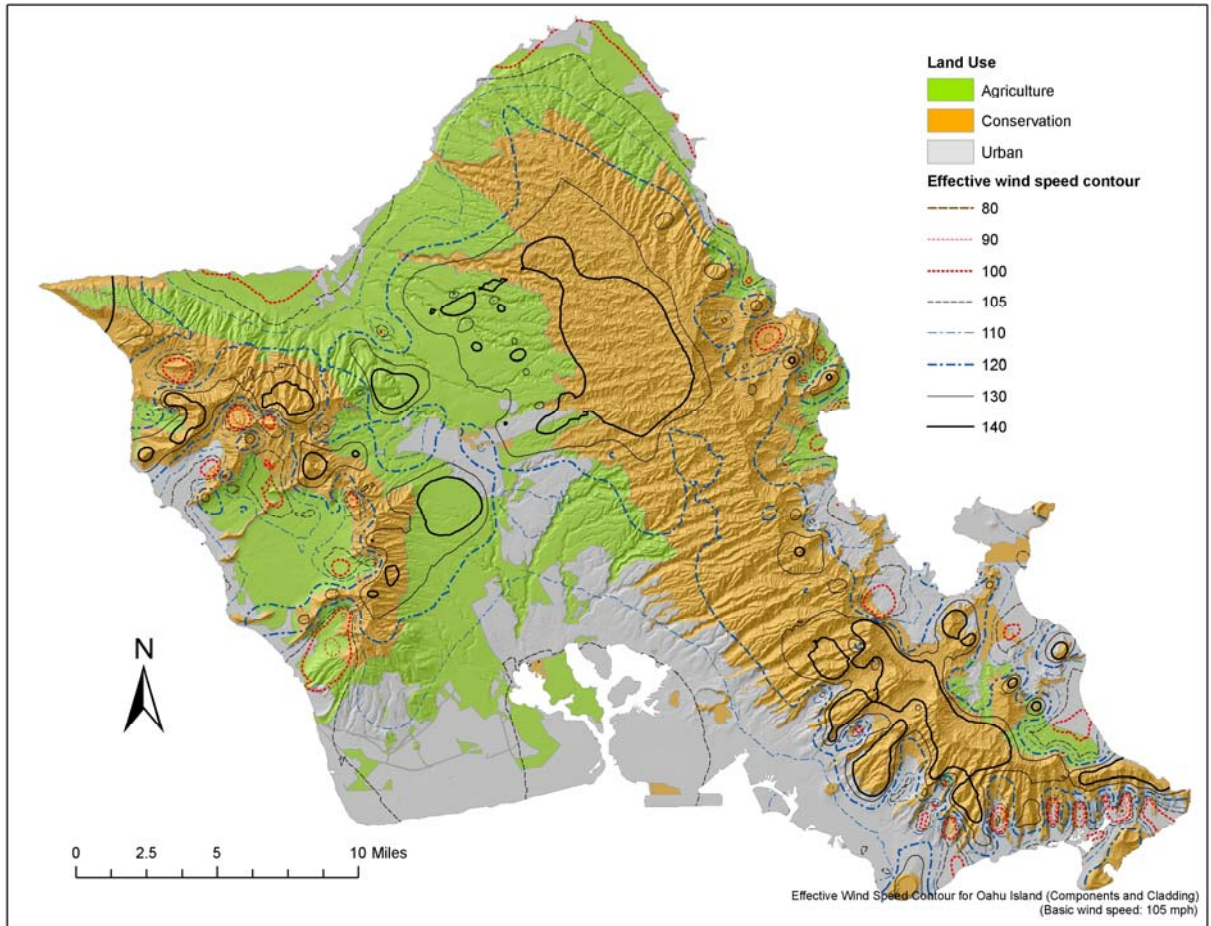 Land Use
Agriculture
Conservation
Urban
Effective wind speed contour
80
90
100
105
110
120
130
140
N
0 2.5 5 10 Miles
Effective Wind Speed Contour for Oahu Island (Components and Cladding)
(Basic wind speed: 105 mph)